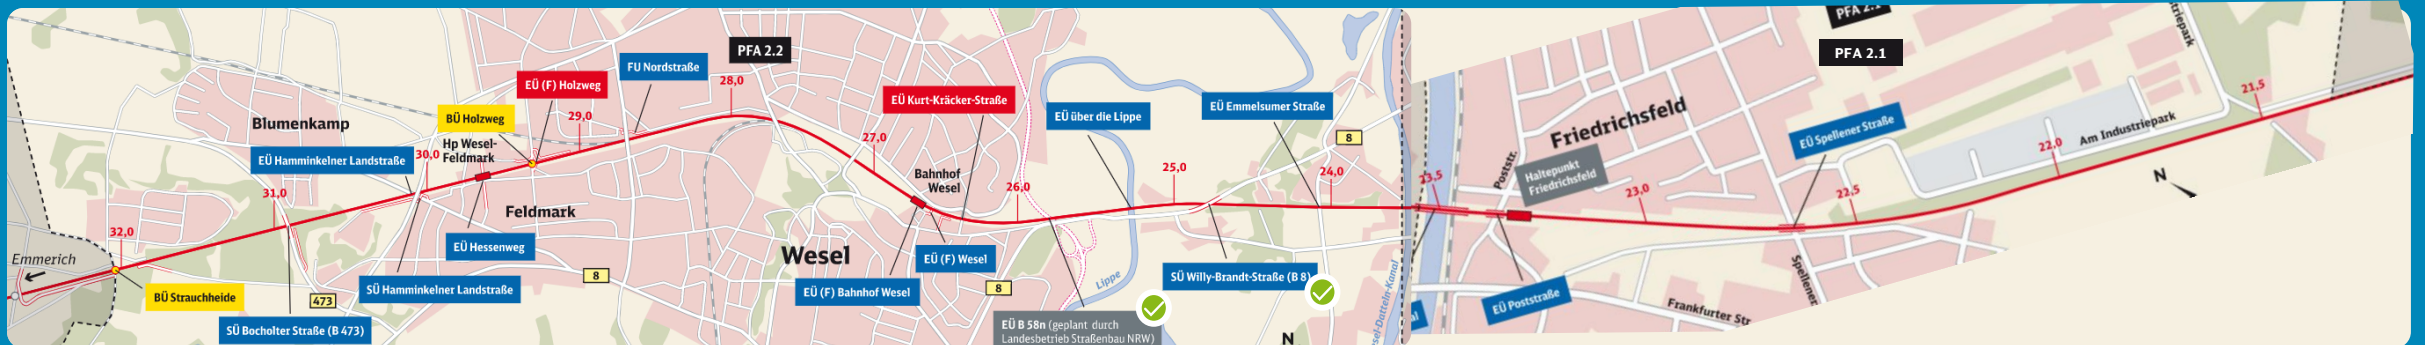 PFA 2.2
FU Nordstraße
EÜ (F) Holzweg
28,0
BÜ Holzweg
29,0
EÜ Kurt-Kräcker-Straße
Blumenkamp
Hp Wesel-
Feldmark
EÜ Hamminkelner Landstraße
30,0
27,0
EÜ über die Lippe
EÜ Emmelsumer Straße
8
Bahnhof
Wesel
26,0
25,0
24,0
31,0
Feldmark
32,0
Emmerich
EÜ Hessenweg
Wesel
EÜ (F) Wesel
8
SÜ Hamminkelner Landstraße
EÜ (F) Bahnhof Wesel
8
Lippe
SÜ Willy-Brandt-Straße (B 8)
BÜ Strauchheide
473
SÜ Bocholter Straße (B 473)
EÜ B 58n (geplant durch
Landesbetrieb Straßenbau NRW)
N
sel-Datteln-Kanal
PFA 2.1
PFA 2.1
striepark
21,5
Friedrichsfeld
EÜ Spellener Straße
Am Industriepark
22,0
N
Poststr.
Haltepunkt
Friedrichsfeld
23,5
23,0
22,5
EÜ Poststraße
Spellener
Frankfurter Str
al